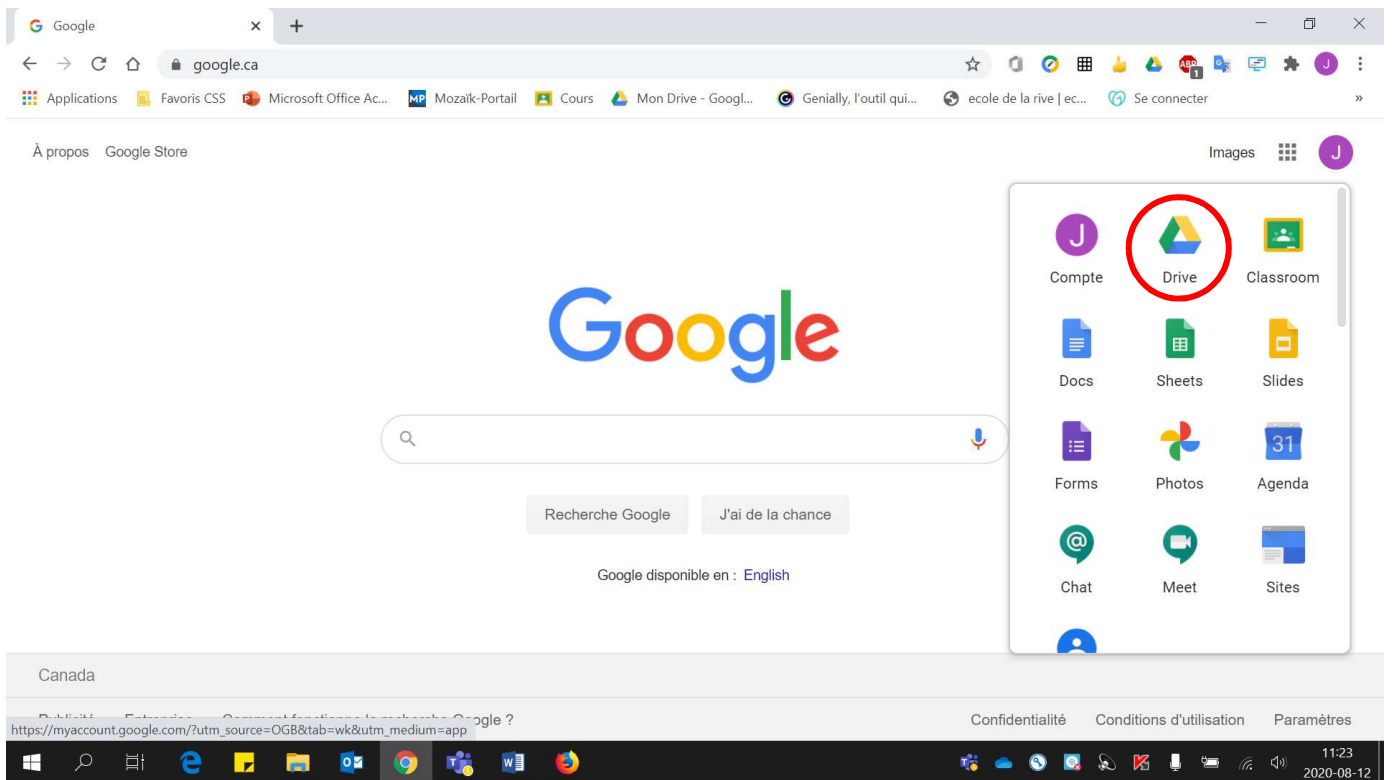 Google
google.ca
Applications Favoris CSS Microsoft Office Ac... MP Mozaïk-Portail Cours Mon Drive - Googl... Genially, l'outil qui... ecole de la rive | ec... Se connecter »
À propos Google Store
Images J
J Compte Drive Classroom
Google
Docs Sheets Slides
31
Forms Photos Agenda
Recherche Google J'ai de la chance
Chat Meet Sites
Google disponible en : English
Canada
Confidentialité Conditions d'utilisation Paramètres
https://myaccount.google.com/?utm_source=OGB&tab=wk&utm_medium=app
11:23
2020-08-12